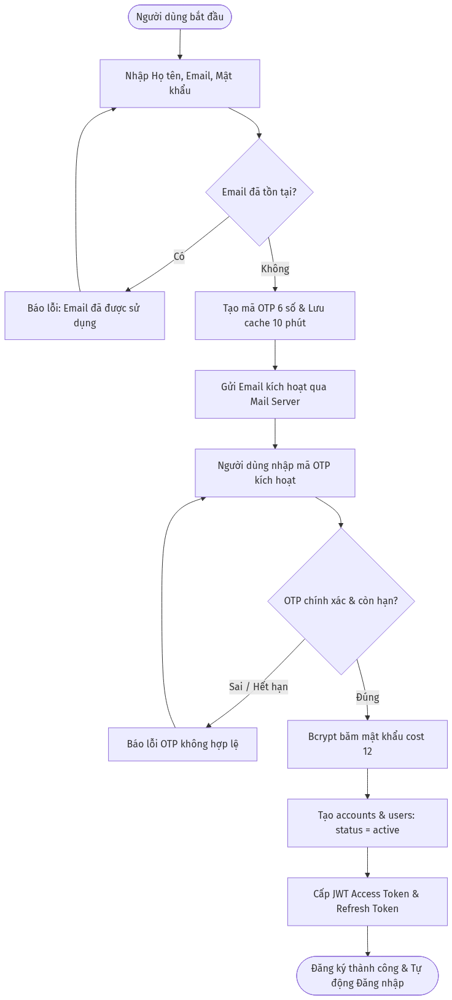 Người dùng bắt đầu
Nhập Họ tên, Email, Mật
khẩu
Email đã tồn tại?
Có
Không
Báo lỗi: Email đã được sử
dụng
Tạo mã OTP 6 số & Lưu
cache 10 phút
Gửi Email kích hoạt qua
Mail Server
Người dùng nhập mã OTP
kích hoạt
OTP chính xác & còn hạn?
Sai / Hết hạn
Đúng
Báo lỗi OTP không hợp lệ
Bcrypt băm mật khẩu cost
12
Tạo accounts & users:
status = active
Cấp JWT Access Token &
Refresh Token
Đăng ký thành công & Tự
động Đăng nhập